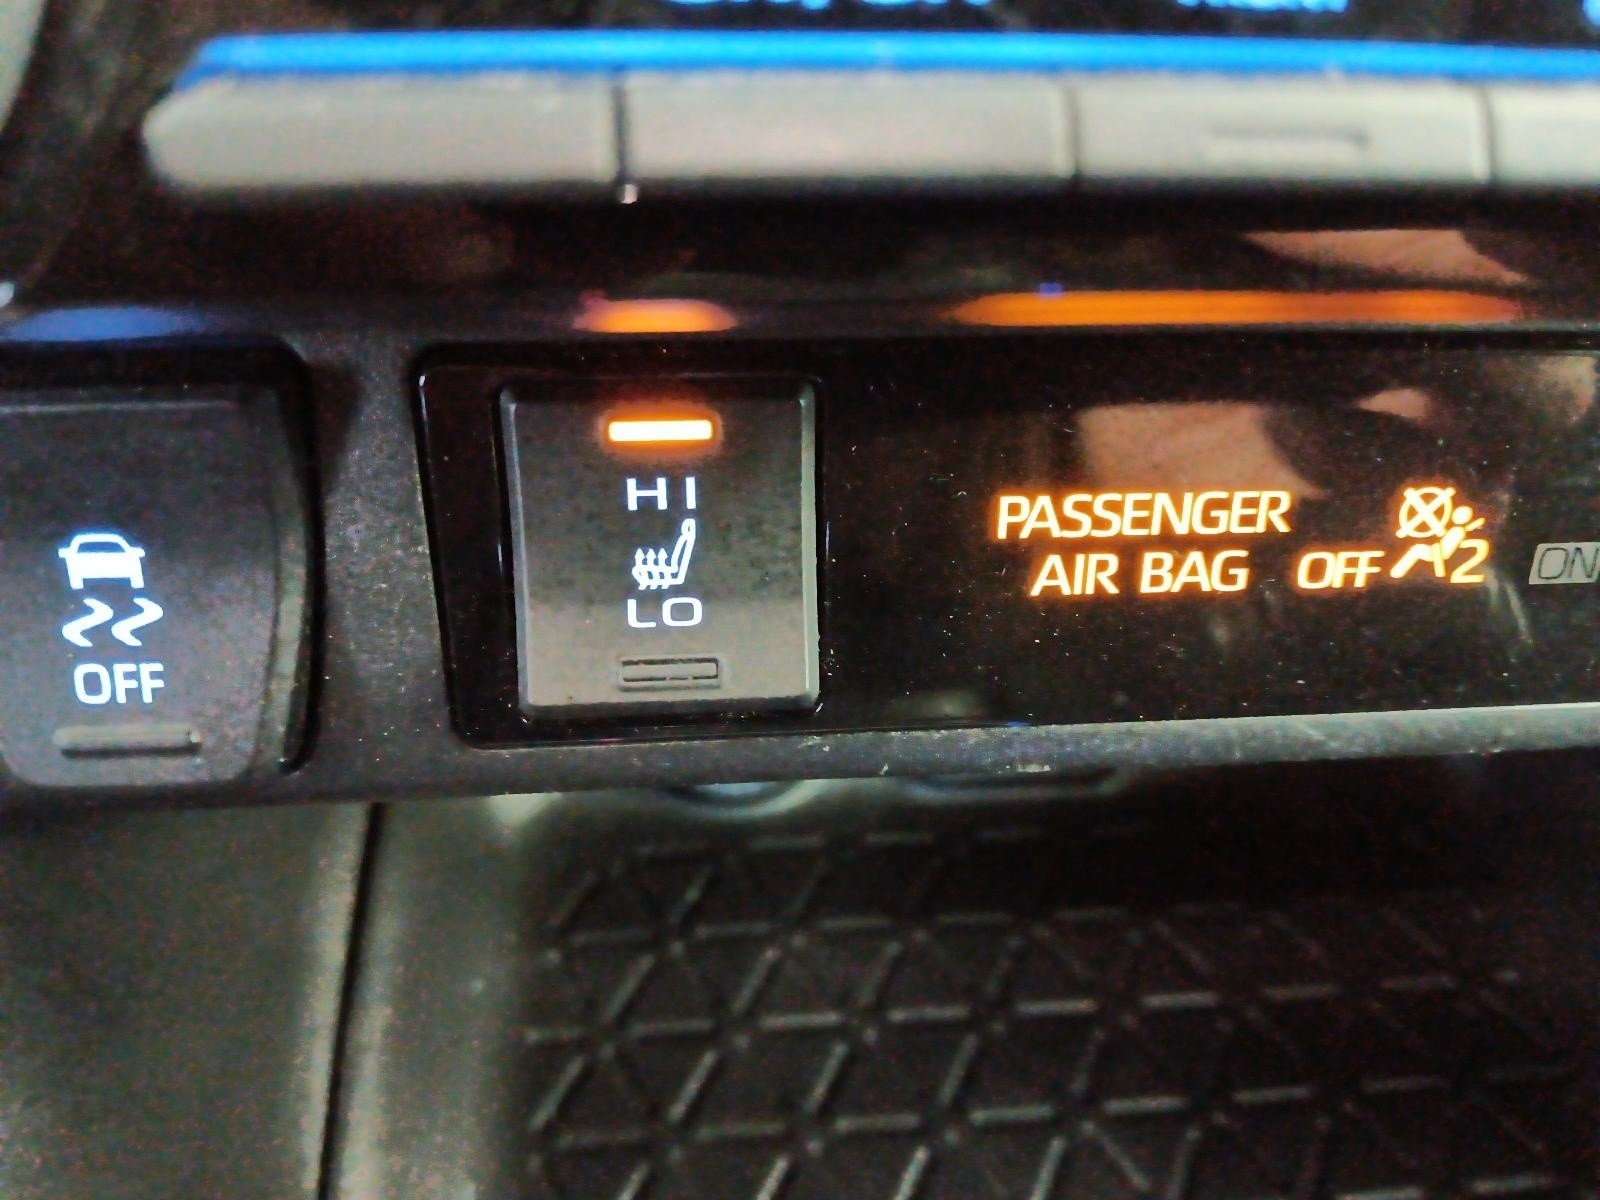 OFF
HI
LO
PASSENGER
AIR BAG OFF 2
ON